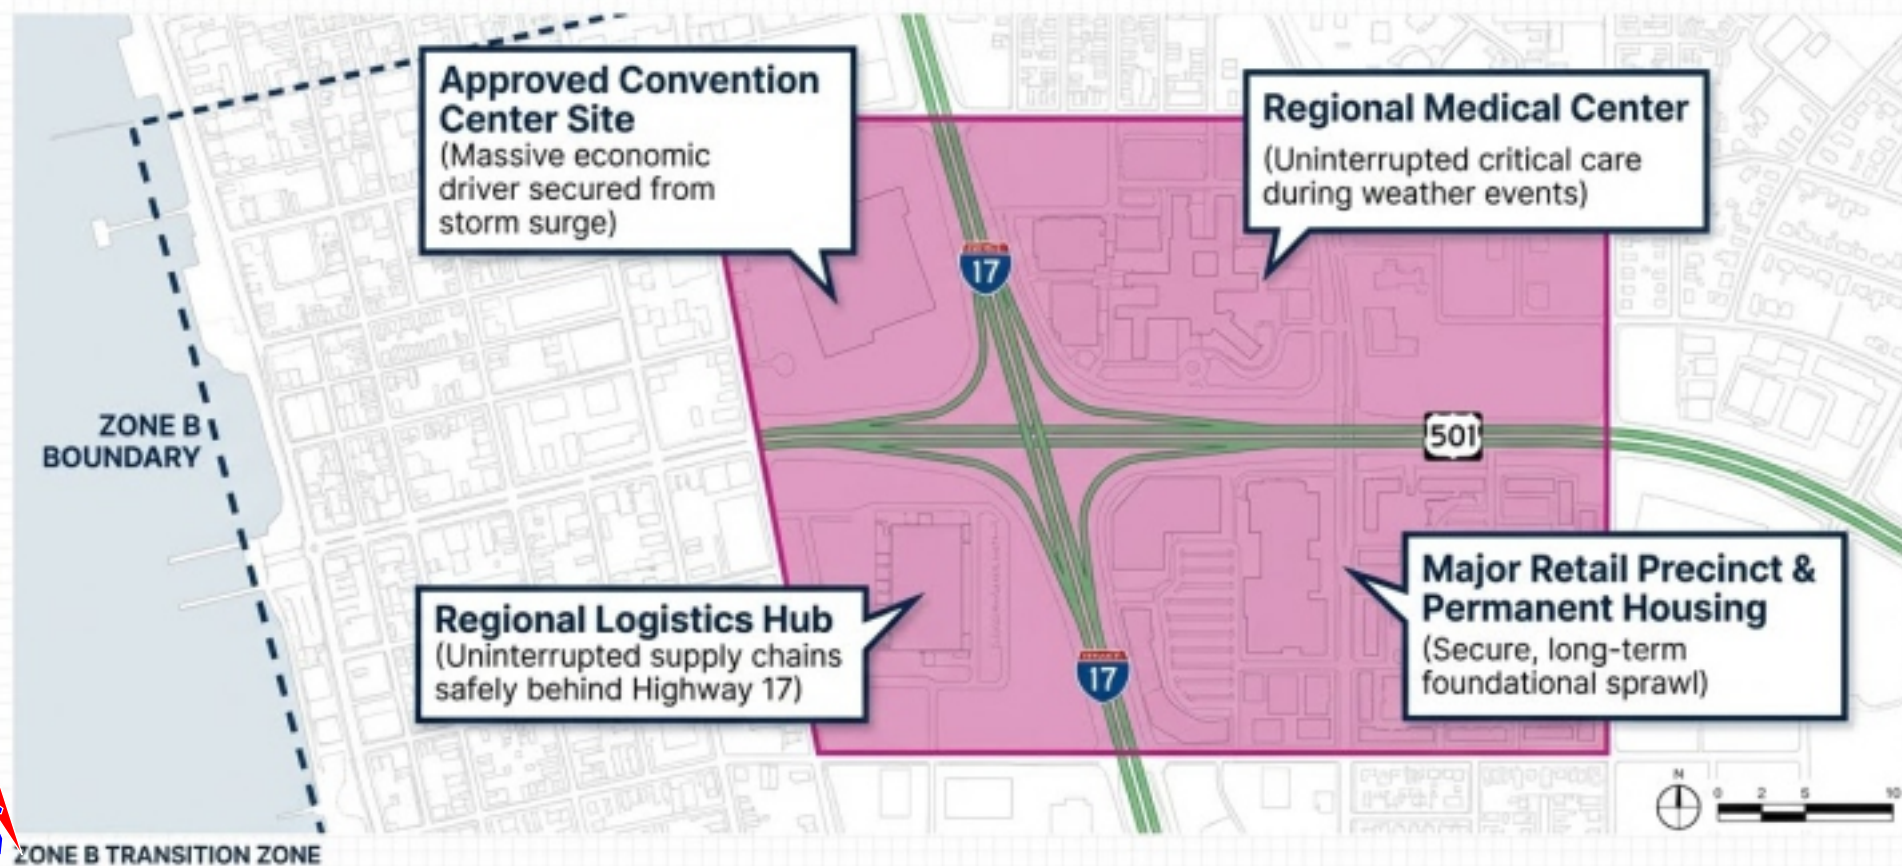 Approved Convention
Center Site
(Massive economic
driver secured from
storm surge)
Regional Medical Center
(Uninterrupted critical care
during weather events)
17
ZONE B
BOUNDARY
501
Regional Logistics Hub
(Uninterrupted supply chains
safely behind Highway 17)
Major Retail Precinct &
Permanent Housing
(Secure, long-term
foundational sprawl)
17
N
0 2 5 10
ZONE B TRANSITION ZONE